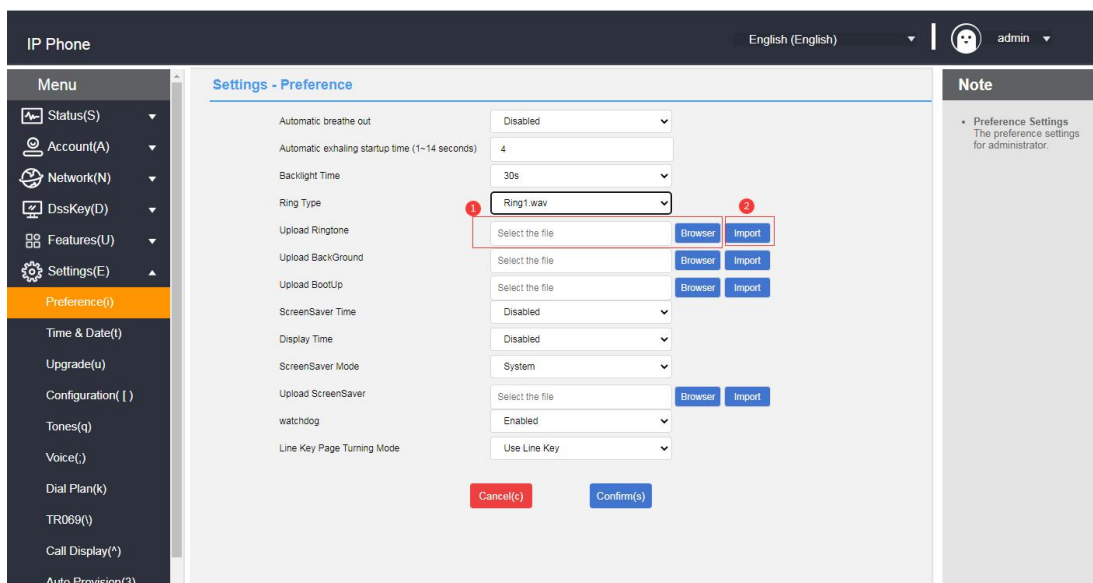 IP Phone
English (English)
admin
Menu
Status(S)
Account(A)
Network(N)
DssKey(D)
Features(U)
Settings(E)
Preference(i)
Time & Date(t)
Upgrade(u)
Configuration( [ )
Tones(q)
Voice(;)
Dial Plan(k)
TR069(\)
Call Display(^)
Auto Provision(3)
Settings - Preference
Automatic breathe out Disabled
Automatic exhaling startup time (1~14 seconds) 4
Backlight Time 30s
Ring Type Ring1.wav
1 2
Upload Ringtone Select the file Browser Import
Upload BackGround Select the file Browser Import
Upload BootUp Select the file Browser Import
ScreenSaver Time Disabled
Display Time Disabled
ScreenSaver Mode System
Upload ScreenSaver Select the file Browser Import
watchdog Enabled
Line Key Page Turning Mode Use Line Key
Cancel(c) Confirm(s)
Note
Preference Settings
The preference settings
for administrator.